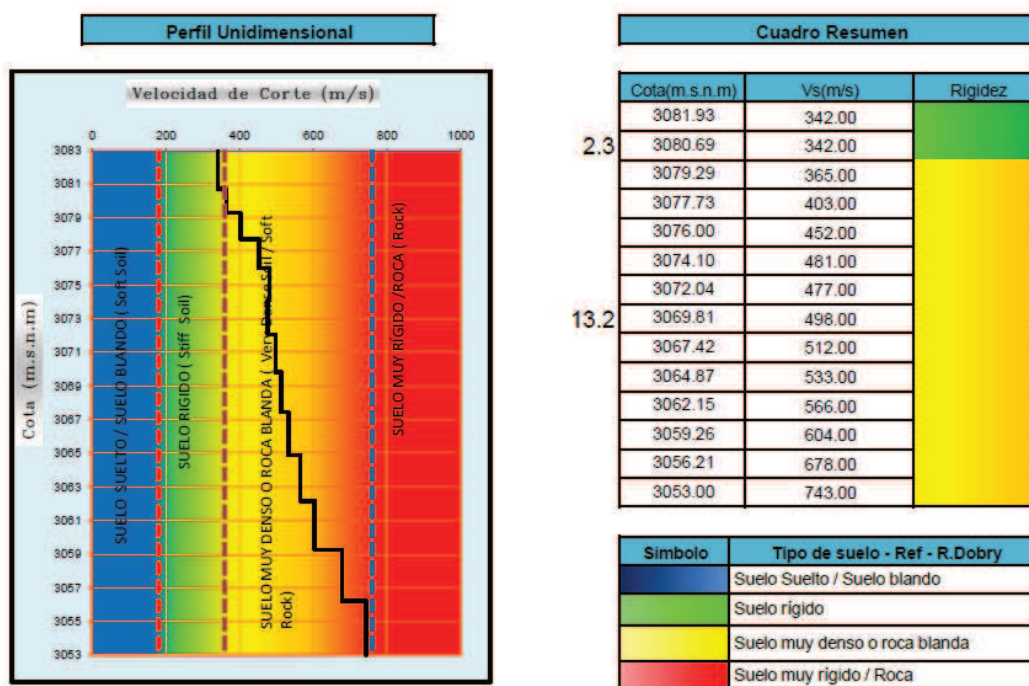 Perfil Unidimensional
Velocidad de Corte (m/s)
0 200 400 600 800 1000
3083
3081
3079
3077
3075
3073
3071
3069
3067
3065
3063
3061
3059
3057
3055
3053
Cota (m.s.n.m)
SUELO SUELTO / SUELO BLANDO ( Soft Soil)
SUELO RIGIDO ( Stiff Soil)
SUELO MUY DENSO O ROCA BLANDA ( Very Dense Soil / Soft
Rock)
SUELO MUY RÍGIDO /ROCA ( Rock)
Cuadro Resumen
Cota(m.s.n.m) Vs(m/s) Rigidez
3081.93 342.00
2.3 3080.69 342.00
3079.29 365.00
3077.73 403.00
3076.00 452.00
3074.10 481.00
3072.04 477.00
13.2 3069.81 498.00
3067.42 512.00
3064.87 533.00
3062.15 566.00
3059.26 604.00
3056.21 678.00
3053.00 743.00
Símbolo Tipo de suelo - Ref - R.Dobry
Suelo Suelto / Suelo blando
Suelo rígido
Suelo muy denso o roca blanda
Suelo muy rígido / Roca